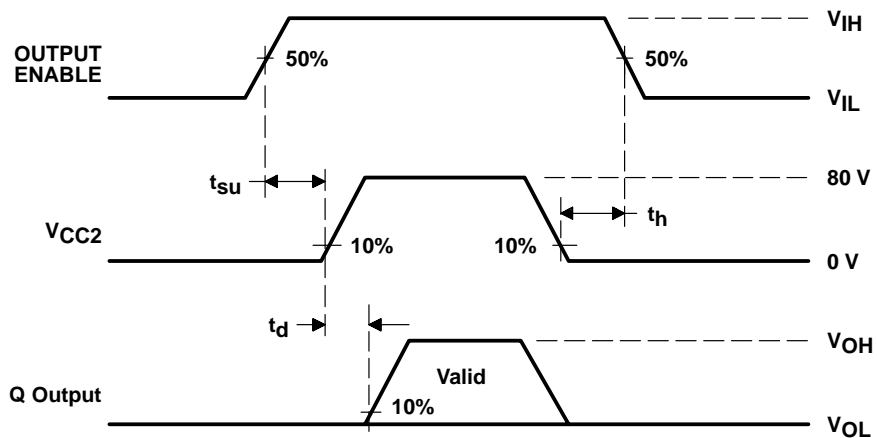 VIH
OUTPUT
ENABLE
50%
50%
VIL
tsu
80 V
th
VCC2
10%
10%
0 V
td
VOH
Valid
Q Output
10%
VOL